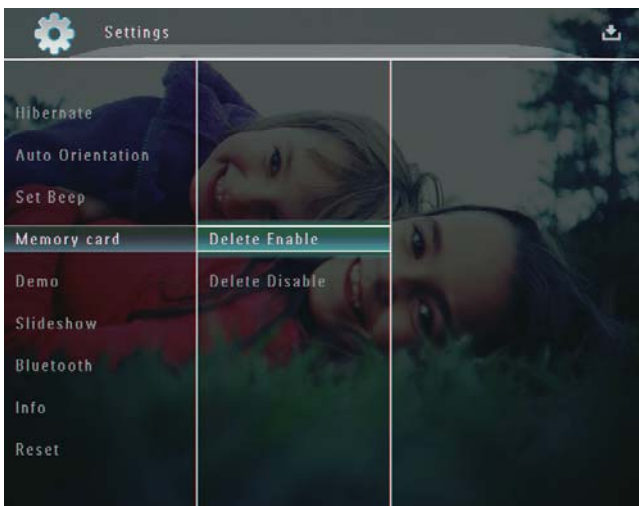 Settings
Hibernate
Auto Orientation
Set Beep
Memory card
Demo
Slideshow
Bluetooth
Info
Reset
Delete Enable
Delete Disable